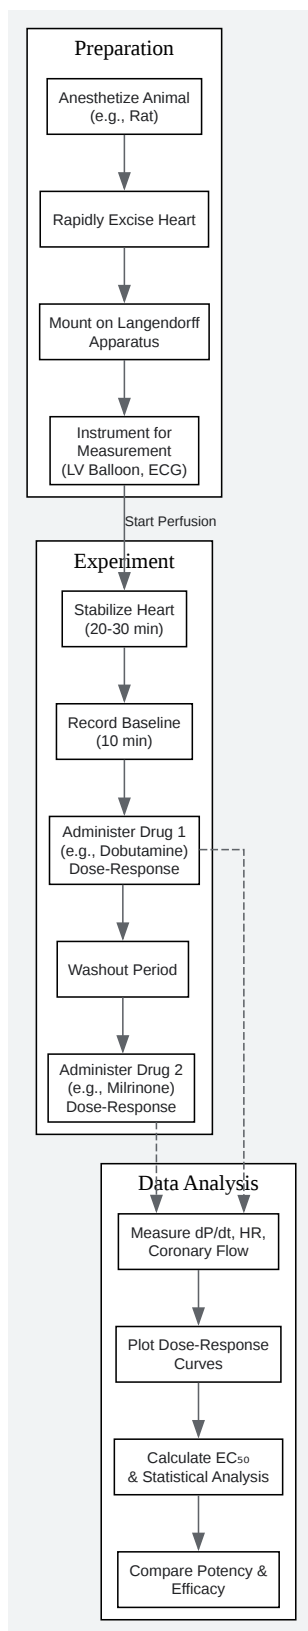 Preparation
Anesthetize Animal
(e.g., Rat)
Rapidly Excise Heart
Mount on Langendorff
Apparatus
Instrument for
Measurement
(LV Balloon, ECG)
Start Perfusion
Experiment
Stabilize Heart
(20-30 min)
Record Baseline
(10 min)
Administer Drug 1
(e.g., Dobutamine)
Dose-Response
Washout Period
Administer Drug 2
(e.g., Milrinone)
Dose-Response
Data Analysis
Measure dP/dt, HR,
Coronary Flow
Plot Dose-Response
Curves
Calculate EC₅₀
& Statistical Analysis
Compare Potency &
Efficacy